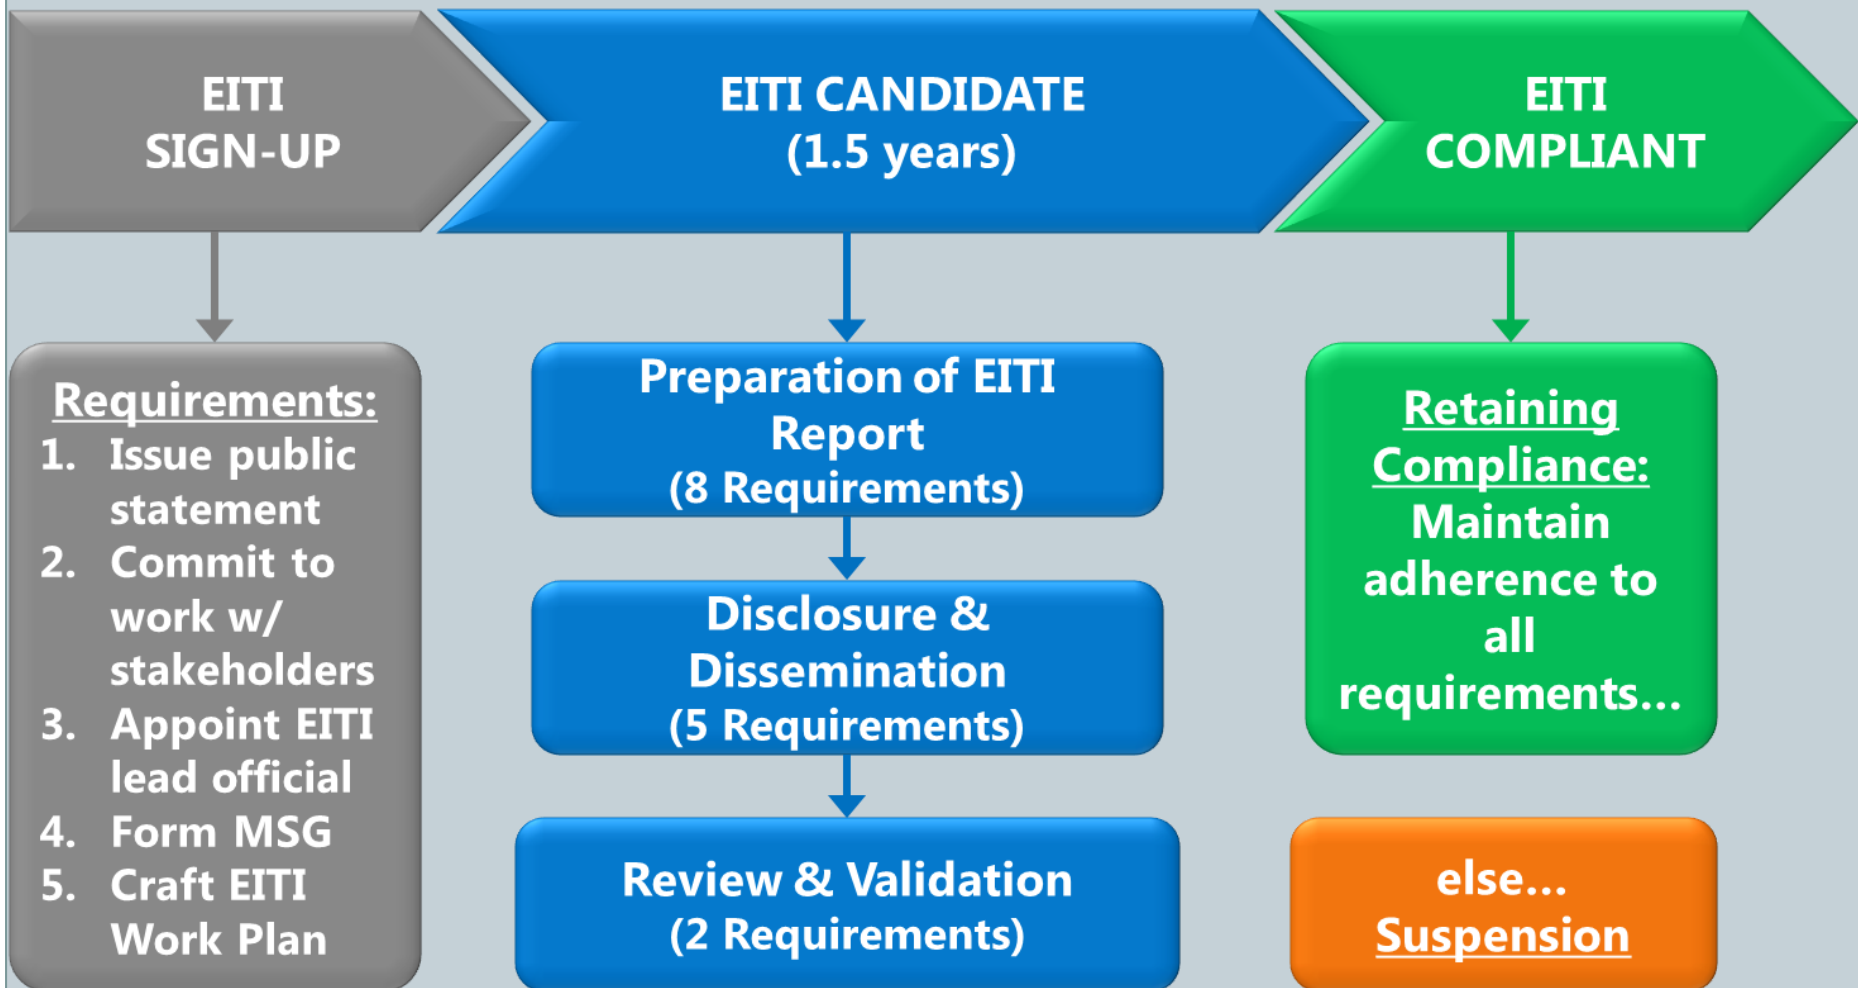 EITI
SIGN-UP
EITI CANDIDATE
(1.5 years)
EITI
COMPLIANT
Requirements:
1. Issue public
statement
2. Commit to
work w/
stakeholders
3. Appoint EITI
lead official
4. Form MSG
5. Craft EITI
Work Plan
Preparation of EITI
Report
(8 Requirements)
Disclosure &
Dissemination
(5 Requirements)
Review & Validation
(2 Requirements)
Retaining
Compliance:
Maintain
adherence to
all
requirements...
else...
Suspension